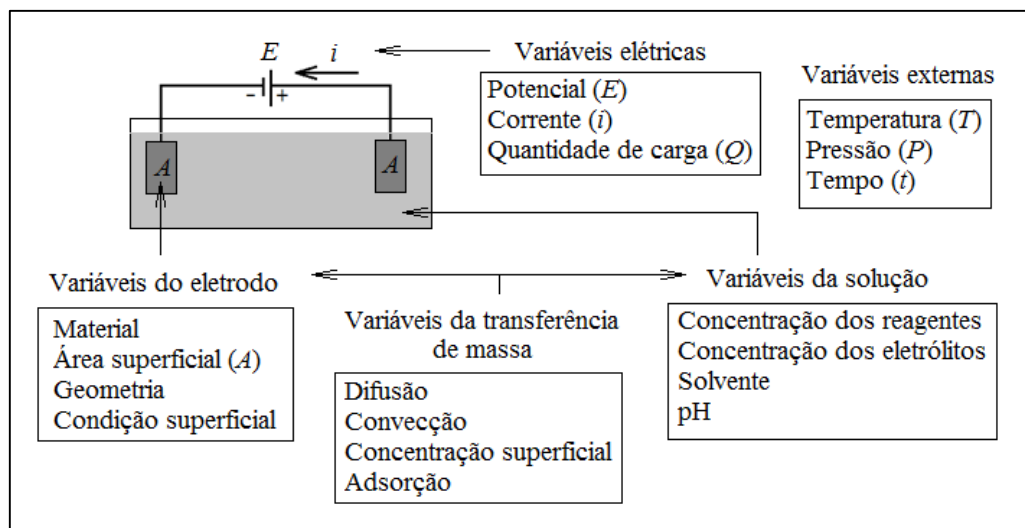 E
i
- +
A
A
Variáveis elétricas
Potencial (E)
Corrente (i)
Quantidade de carga (Q)
Variáveis externas
Temperatura (T)
Pressão (P)
Tempo (t)
Variáveis do eletrodo
Material
Área superficial (A)
Geometria
Condição superficial
Variáveis da transferência
de massa
Difusão
Convecção
Concentração superficial
Adsorção
Variáveis da solução
Concentração dos reagentes
Concentração dos eletrólitos
Solvente
pH